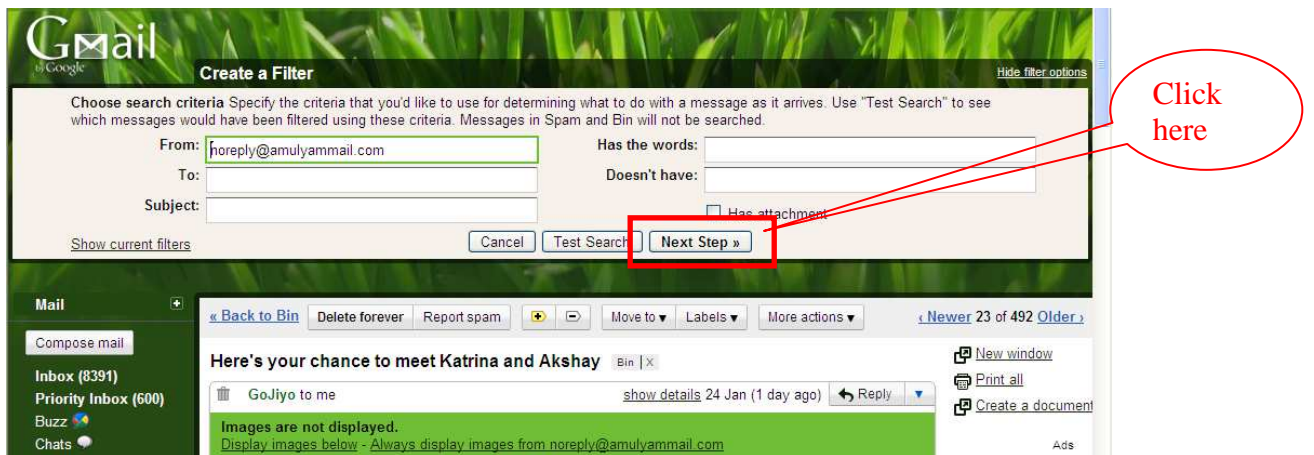 Gmail
by Google
Create a Filter
Hide filter options
Choose search criteria Specify the criteria that you'd like to use for determining what to do with a message as it arrives. Use "Test Search" to see
which messages would have been filtered using these criteria. Messages in Spam and Bin will not be searched.
From: noreply@amulyammail.com Has the words:
To: Doesn't have:
Subject: Has attachment
Show current filters Cancel Test Search Next Step »
Click
here
Mail
« Back to Bin Delete forever Report spam Move to ▾ Labels ▾ More actions ▾ ‹ Newer 23 of 492 Older ›
Compose mail
Inbox (8391)
Priority Inbox (600)
Buzz
Chats
Here's your chance to meet Katrina and Akshay Bin | X
GoJiyo to me show details 24 Jan (1 day ago) Reply
Images are not displayed.
Display images below - Always display images from noreply@amulyammail.com
New window
Print all
Create a document
Ads